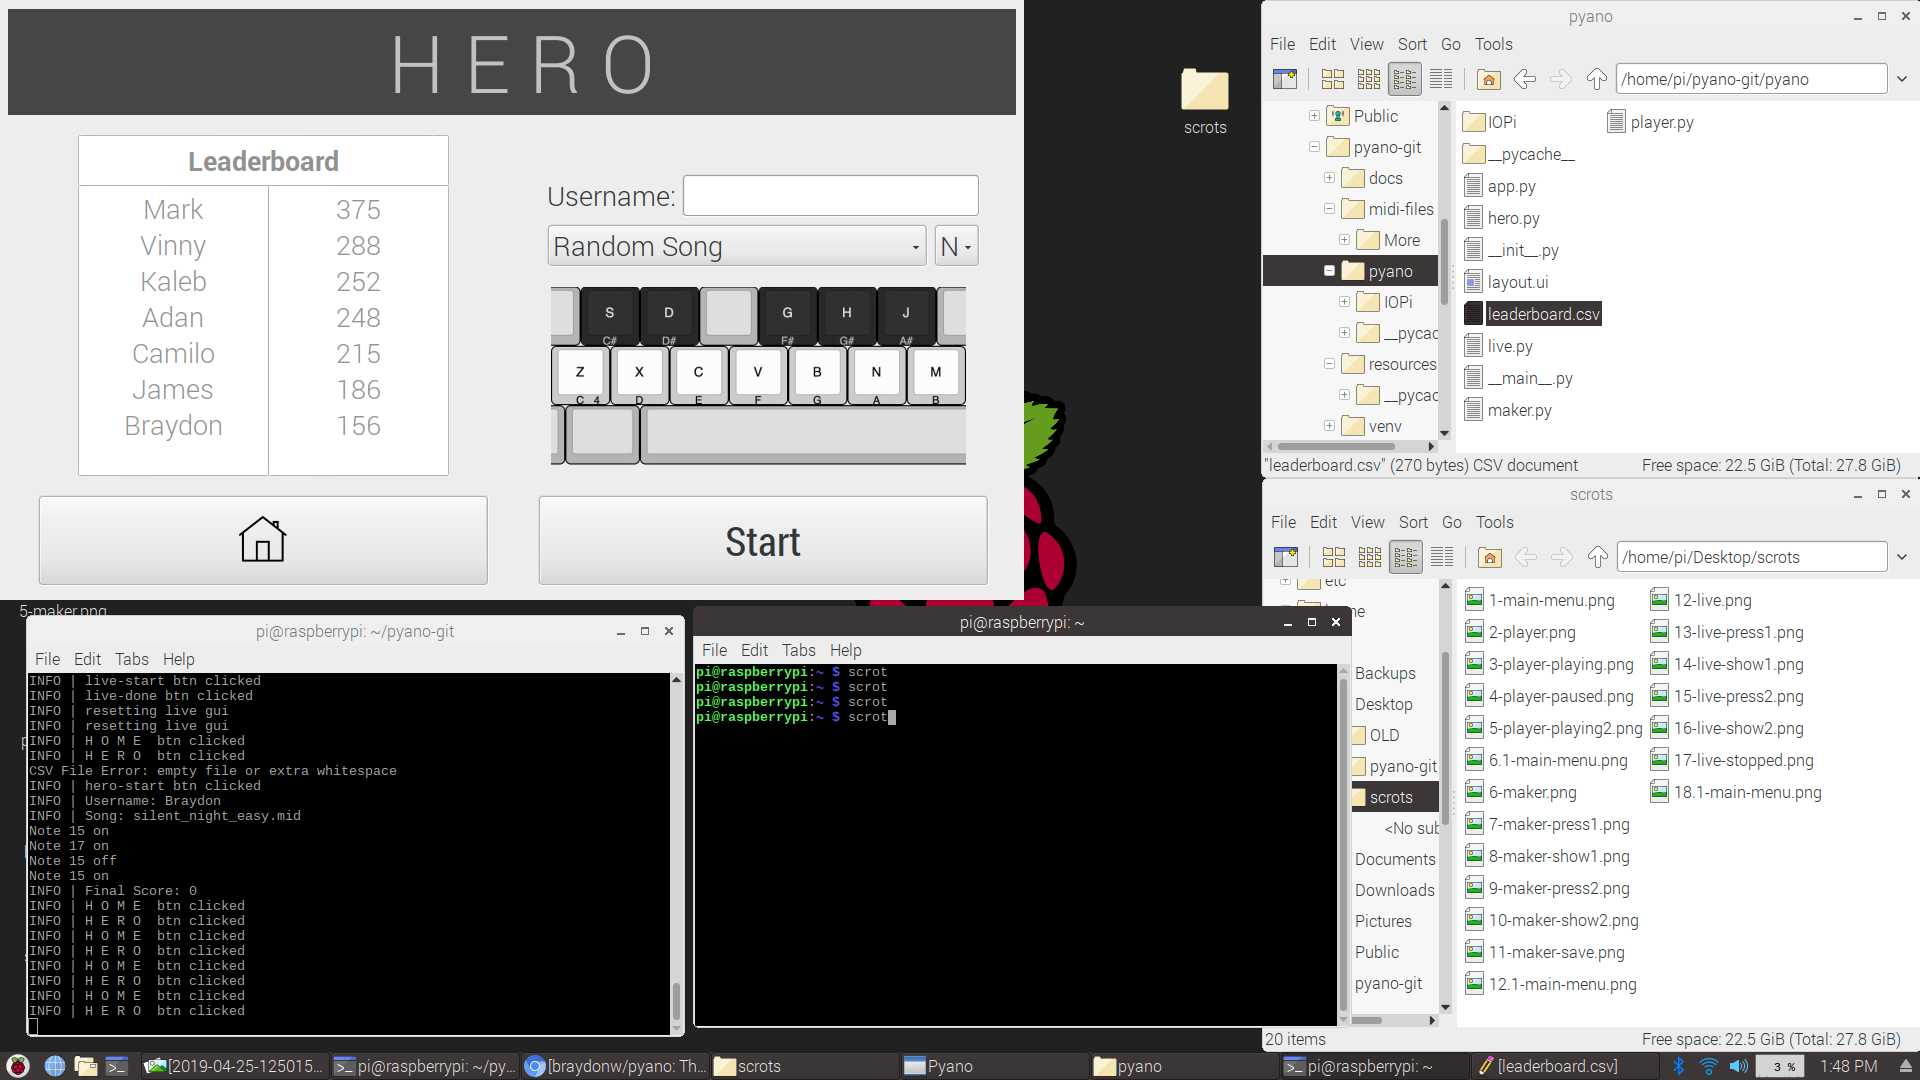 H E R O
Leaderboard
Mark 375
Vinny 288
Kaleb 252
Adan 248
Camilo 215
James 186
Braydon 156
Username:
Random Song N
S D G H J
C# D# F# G# A#
Z X C V B N M
C 4 D E F G A B
Start
scrots
pyano
File Edit View Sort Go Tools
/home/pi/pyano-git/pyano
Public
pyano-git
docs
midi-files
More
pyano
IOPi
__pycac
resources
__pycac
venv
IOPi
__pycache__
app.py
hero.py
__init__.py
layout.ui
leaderboard.csv
live.py
__main__.py
maker.py
player.py
"leaderboard.csv" (270 bytes) CSV document Free space: 22.5 GiB (Total: 27.8 GiB)
scrots
File Edit View Sort Go Tools
/home/pi/Desktop/scrots
etc
me
Backups
Desktop
OLD
pyano-git
scrots
<No sub
Documents
Downloads
Pictures
Public
pyano-git
1-main-menu.png
2-player.png
3-player-playing.png
4-player-paused.png
5-player-playing2.png
6.1-main-menu.png
6-maker.png
7-maker-press1.png
8-maker-show1.png
9-maker-press2.png
10-maker-show2.png
11-maker-save.png
12.1-main-menu.png
12-live.png
13-live-press1.png
14-live-show1.png
15-live-press2.png
16-live-show2.png
17-live-stopped.png
18.1-main-menu.png
20 items Free space: 22.5 GiB (Total: 27.8 GiB)
5-maker.png
pi@raspberrypi: ~/pyano-git
File Edit Tabs Help
INFO | live-start btn clicked
INFO | live-done btn clicked
INFO | resetting live gui
INFO | resetting live gui
INFO | H O M E  btn clicked
INFO | H E R O  btn clicked
CSV File Error: empty file or extra whitespace
INFO | hero-start btn clicked
INFO | Username: Braydon
INFO | Song: silent_night_easy.mid
Note 15 on
Note 17 on
Note 15 off
Note 15 on
INFO | Final Score: 0
INFO | H O M E  btn clicked
INFO | H E R O  btn clicked
INFO | H O M E  btn clicked
INFO | H E R O  btn clicked
INFO | H O M E  btn clicked
INFO | H E R O  btn clicked
INFO | H O M E  btn clicked
INFO | H E R O  btn clicked
pi@raspberrypi: ~
File Edit Tabs Help
pi@raspberrypi:~ $ scrot
pi@raspberrypi:~ $ scrot
pi@raspberrypi:~ $ scrot
pi@raspberrypi:~ $ scrot
[2019-04-25-125015... pi@raspberrypi: ~/py... [braydonw/pyano: Th... scrots Pyano pyano pi@raspberrypi: ~ [leaderboard.csv] 3 % 1:48 PM